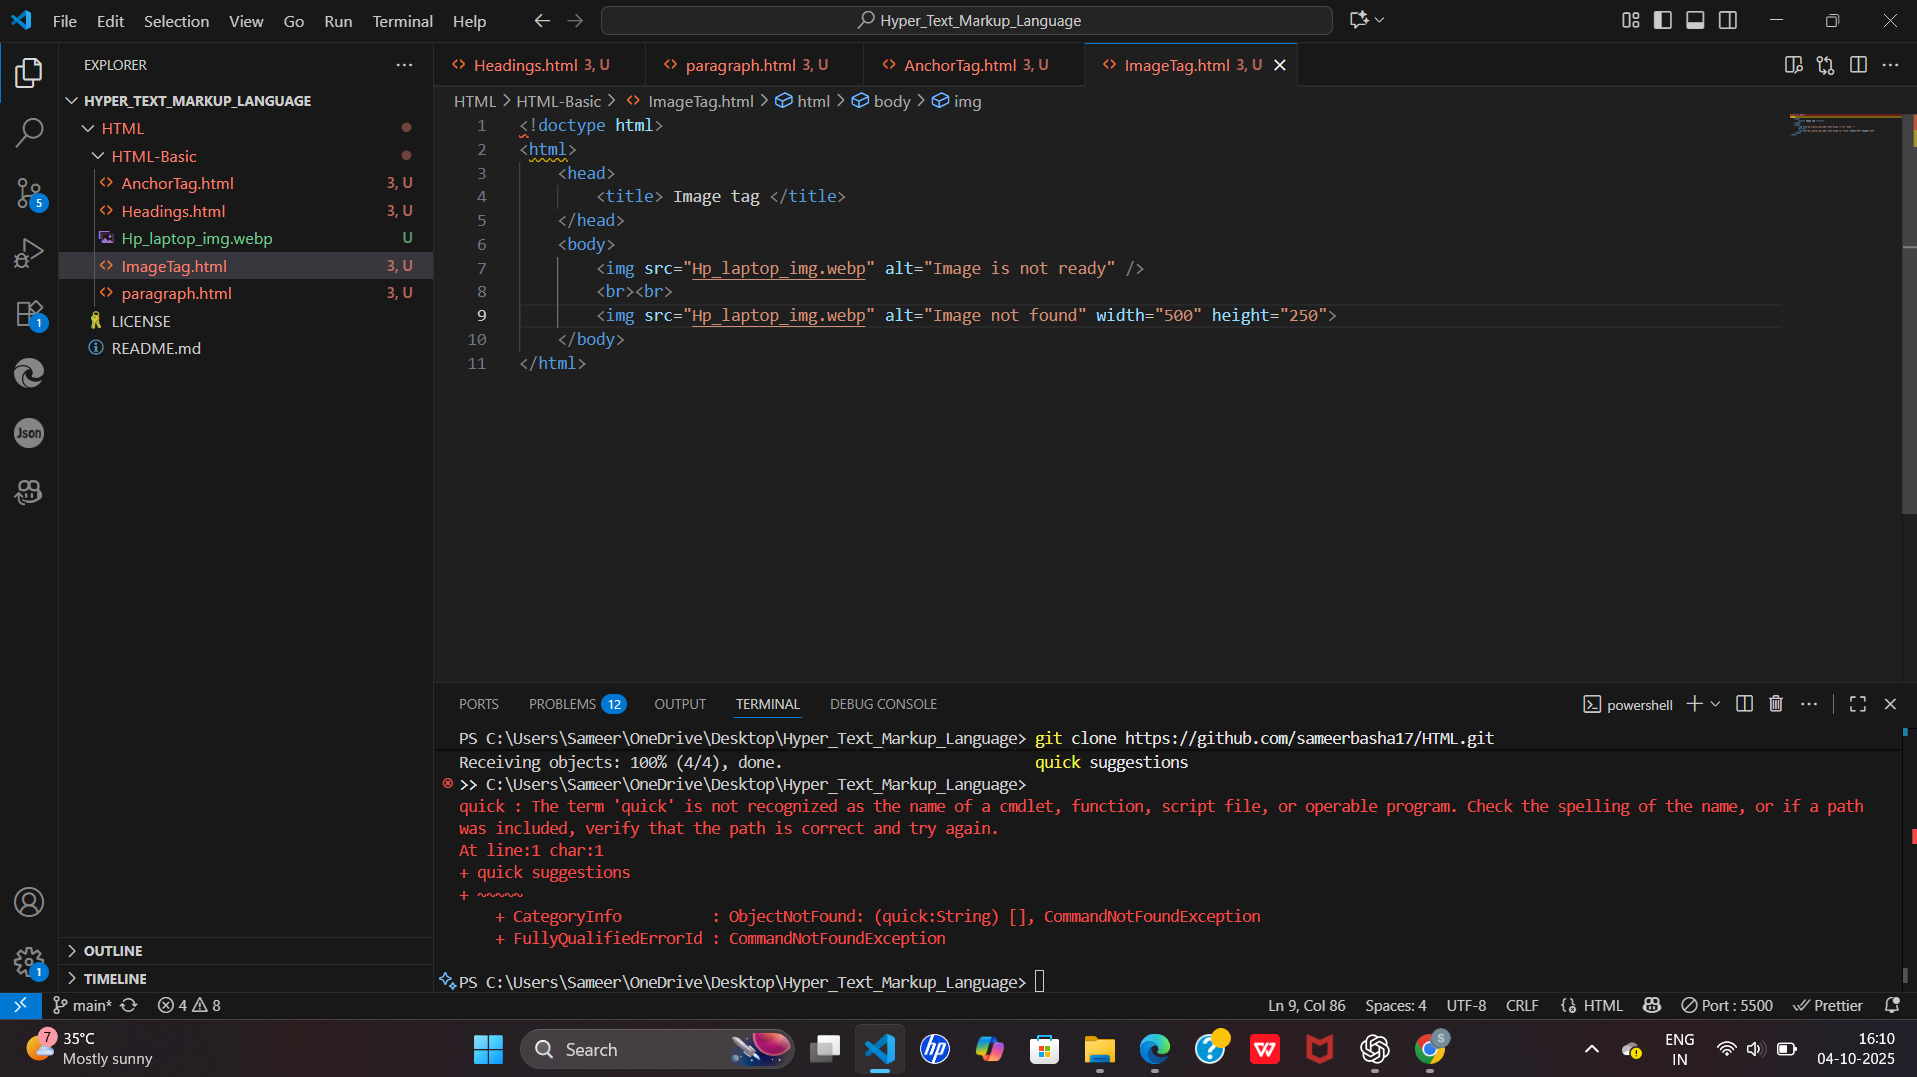 File Edit Selection View Go Run Terminal Help
Hyper_Text_Markup_Language
EXPLORER
HYPER_TEXT_MARKUP_LANGUAGE
HTML
HTML-Basic
AnchorTag.html 3, U
Headings.html 3, U
Hp_laptop_img.webp U
ImageTag.html 3, U
paragraph.html 3, U
LICENSE
README.md
OUTLINE
TIMELINE
5
1
Json
1
Headings.html 3, U paragraph.html 3, U AnchorTag.html 3, U ImageTag.html 3, U
HTML > HTML-Basic > ImageTag.html > html > body > img
1 <!doctype html>
2 <html>
3 <head>
4 <title> Image tag </title>
5 </head>
6 <body>
7 <img src="Hp_laptop_img.webp" alt="Image is not ready" />
8 <br><br>
9 <img src="Hp_laptop_img.webp" alt="Image not found" width="500" height="250">
10 </body>
11 </html>
PORTS PROBLEMS 12 OUTPUT TERMINAL DEBUG CONSOLE powershell
PS C:\Users\Sameer\OneDrive\Desktop\Hyper_Text_Markup_Language> git clone https://github.com/sameerbasha17/HTML.git
Receiving objects: 100% (4/4), done. quick suggestions
>> C:\Users\Sameer\OneDrive\Desktop\Hyper_Text_Markup_Language>
quick : The term 'quick' is not recognized as the name of a cmdlet, function, script file, or operable program. Check the spelling of the name, or if a path
was included, verify that the path is correct and try again.
At line:1 char:1
+ quick suggestions
+ ~~~~~
+ CategoryInfo : ObjectNotFound: (quick:String) [], CommandNotFoundException
+ FullyQualifiedErrorId : CommandNotFoundException
PS C:\Users\Sameer\OneDrive\Desktop\Hyper_Text_Markup_Language>
main* 4 8 Ln 9, Col 86 Spaces: 4 UTF-8 CRLF HTML Port : 5500 Prettier
7 35°C
Mostly sunny
Search
ENG
IN
16:10
04-10-2025